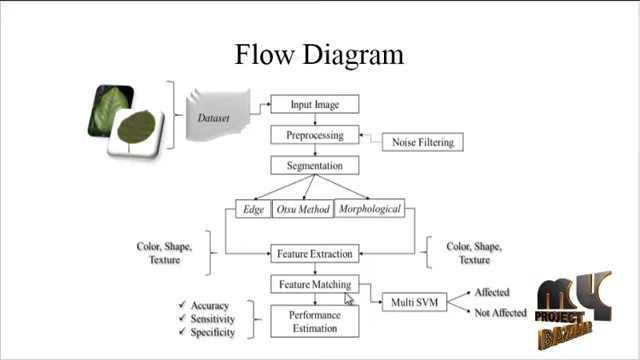 Flow Diagram
Dataset
Input Image
Preprocessing
Noise Filtering
Segmentation
Edge
Otsu Method
Morphological
Color, Shape,
Texture
Feature Extraction
Color, Shape,
Texture
Feature Matching
Multi SVM
Affected
Not Affected
Accuracy
Sensitivity
Specificity
Performance
Estimation
MY
PROJECT
BAZAAR